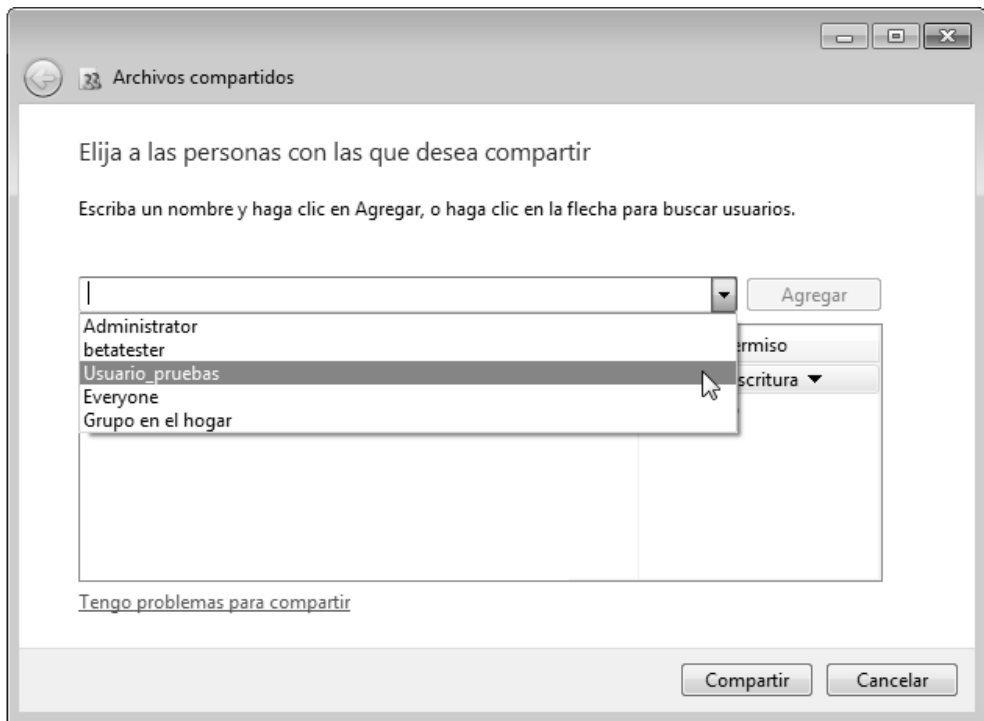 Archivos compartidos
Elija a las personas con las que desea compartir
Escriba un nombre y haga clic en Agregar, o haga clic en la flecha para buscar usuarios.
Agregar
Administrator
betatester
Usuario_pruebas
Everyone
Grupo en el hogar
ermiso
scritura
Tengo problemas para compartir
Compartir Cancelar